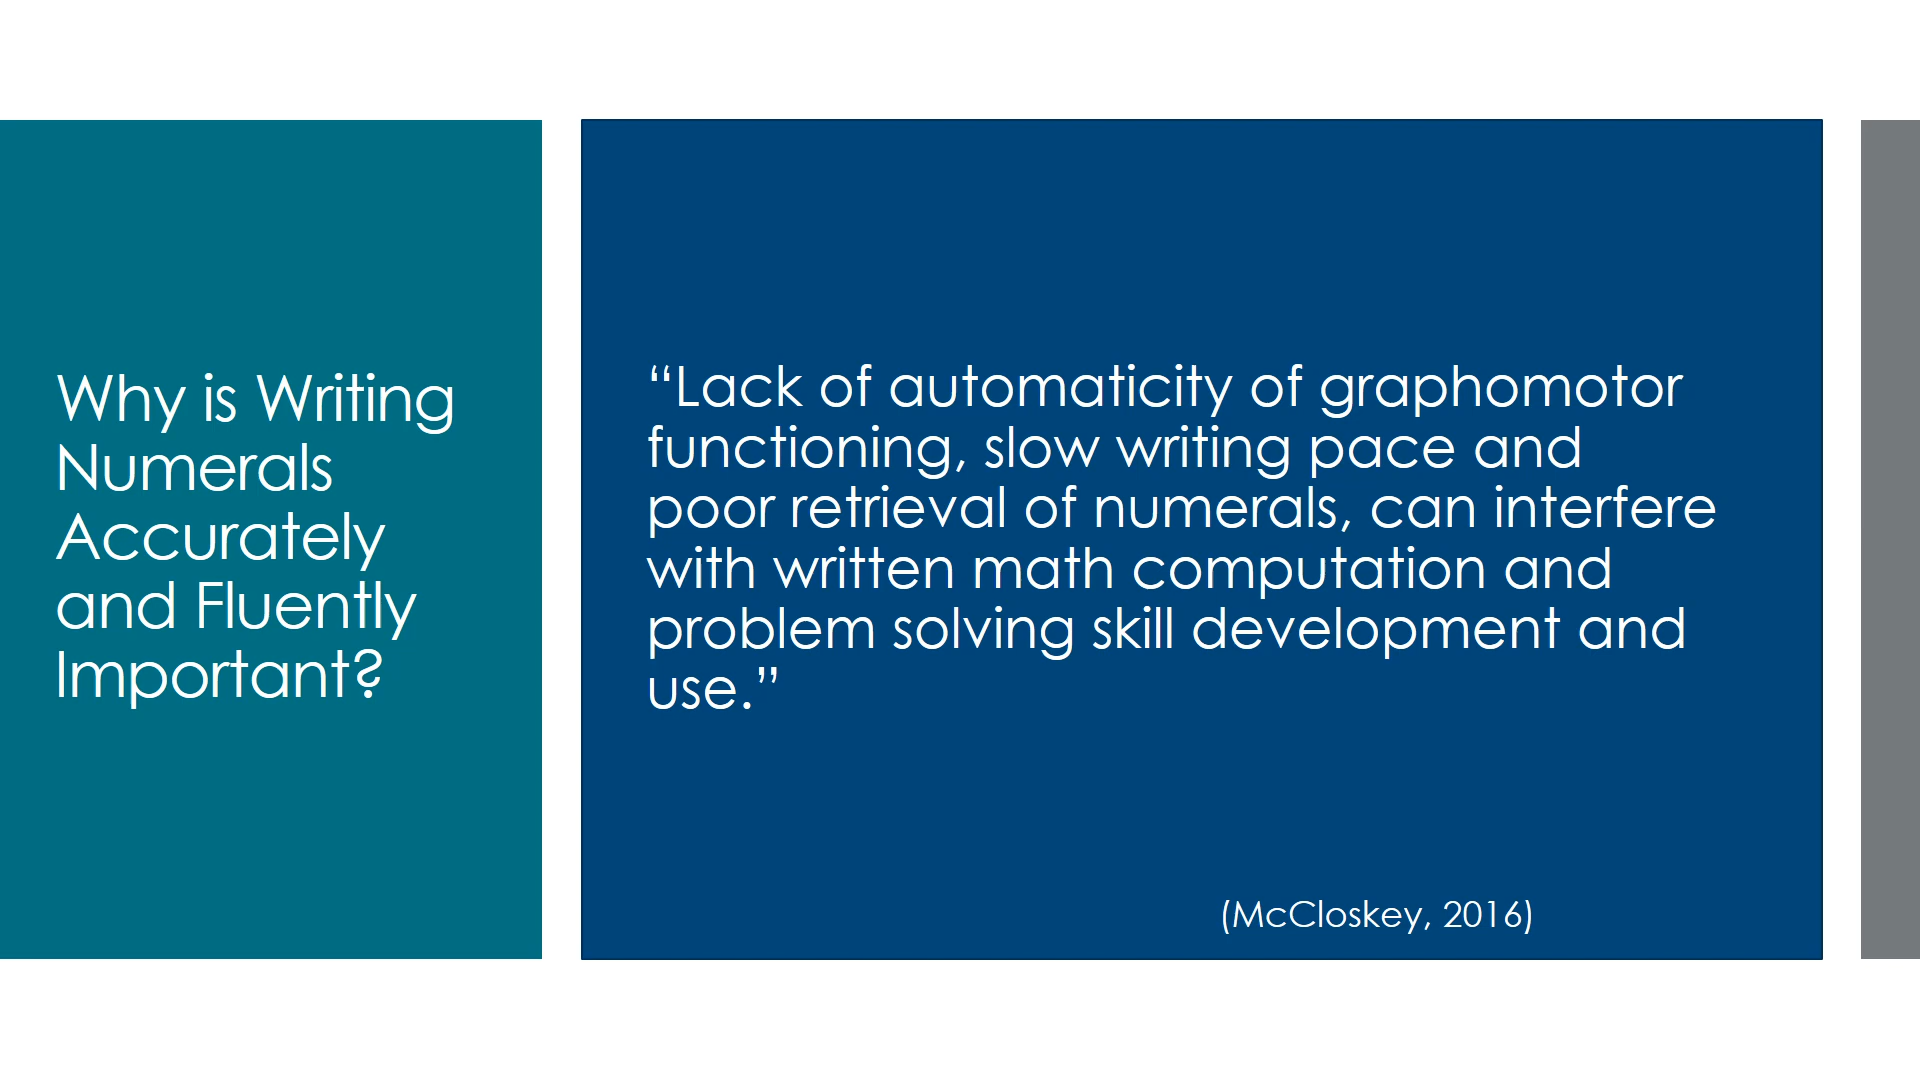 Why is Writing
Numerals
Accurately
and Fluently
Important?
“Lack of automaticity of graphomotor
functioning, slow writing pace and
poor retrieval of numerals, can interfere
with written math computation and
problem solving skill development and
use.”
(McCloskey, 2016)